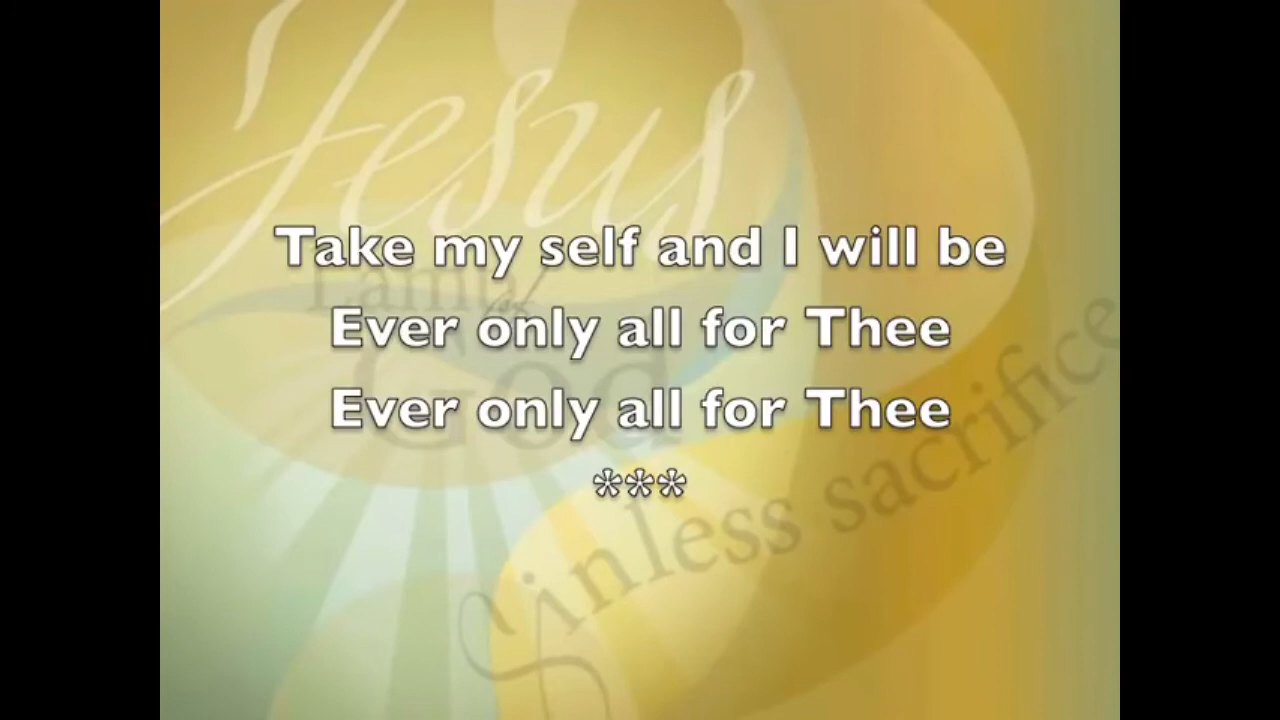 Jesus
Take my self and I will be
Lamb of
Ever only all for Thee
God
Ever only all for Thee
***
Sinless sacrifice